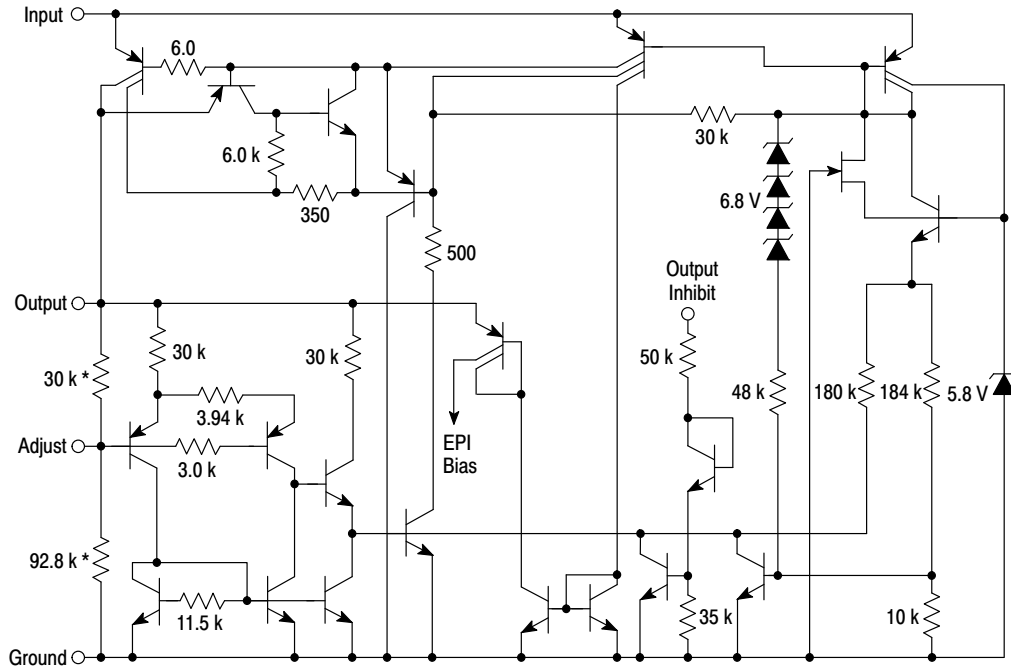 Input
6.0
30 k
6.0 k
6.8 V
350
500
Output
Inhibit
Output
50 k
30 k
30 k
30 k *
48 k
180 k
184 k
5.8 V
3.94 k
Adjust
EPI
Bias
3.0 k
92.8 k *
11.5 k
35 k
10 k
Ground